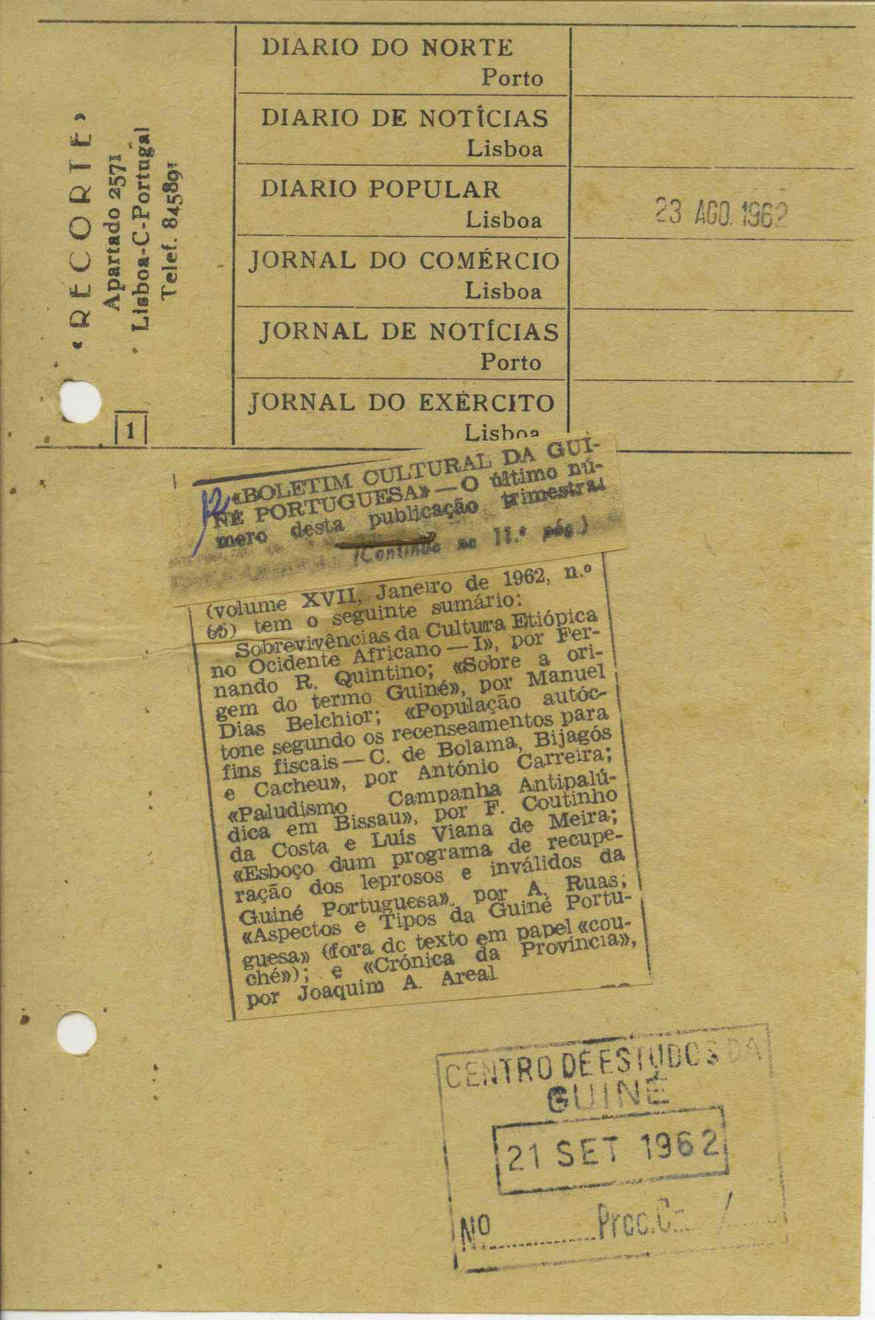 «RECORTE»
Apartado 2571
Lisboa-C-Portugal
Telef. 845891
1
DIARIO DO NORTE
Porto
DIARIO DE NOTÍCIAS
Lisboa
DIARIO POPULAR
Lisboa
23 AGO. 1962
JORNAL DO COMÉRCIO
Lisboa
JORNAL DE NOTÍCIAS
Porto
JORNAL DO EXÉRCITO
Lisboa
«BOLETIM CULTURAL DA GUI-
NÉ PORTUGUESA» — O último nú-
mero desta publicação trimestral
(Continua na 11.ª pág.)
(volume XVII, Janeiro de 1962, n.º
65) tem o seguinte sumário:
Sobrevivências da Cultura Etiópica
no Ocidente Africano — I», por Fer-
nando R. Quintino; «Sobre a ori-
gem do termo Guiné», por Manuel
Dias Belchior; «População autóc-
tone segundo os recenseamentos para
fins fiscais — C. de Bolama, Bijagós
e Cacheu», por António Carreira;
«Paludismo Campanha Antipalú-
dica em Bissau», por F. Coutinho
da Costa e Luís Viana de Meira;
«Esboço dum programa de recupe-
ração dos leprosos e inválidos da
Guiné Portuguesa», por A. Ruas;
«Aspectos e Tipos da Guiné Portu-
guesa» (fora do texto em papel «cou-
ché»); e «Crónica da Província»,
por Joaquim A. Areal
CENTRO DE ESTUDOS DA
GUINÉ
21 SET 1962
NO Proc.C /